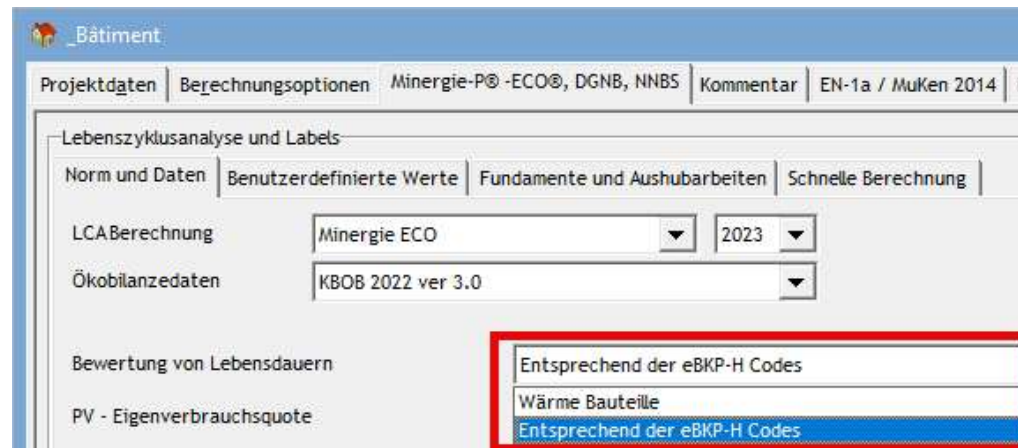 _Bâtiment
Projektdaten Berechnungsoptionen Minergie-P® -ECO®, DGNB, NNBS Kommentar EN-1a / MuKen 2014
Lebenszyklusanalyse und Labels
Norm und Daten Benutzerdefinierte Werte Fundamente und Aushubarbeiten Schnelle Berechnung
LCABerechnung Minergie ECO 2023
Ökobilanzedaten KBOB 2022 ver 3.0
Bewertung von Lebensdauern Entsprechend der eBKP-H Codes
Wärme Bauteille
PV - Eigenverbrauchsquote Entsprechend der eBKP-H Codes